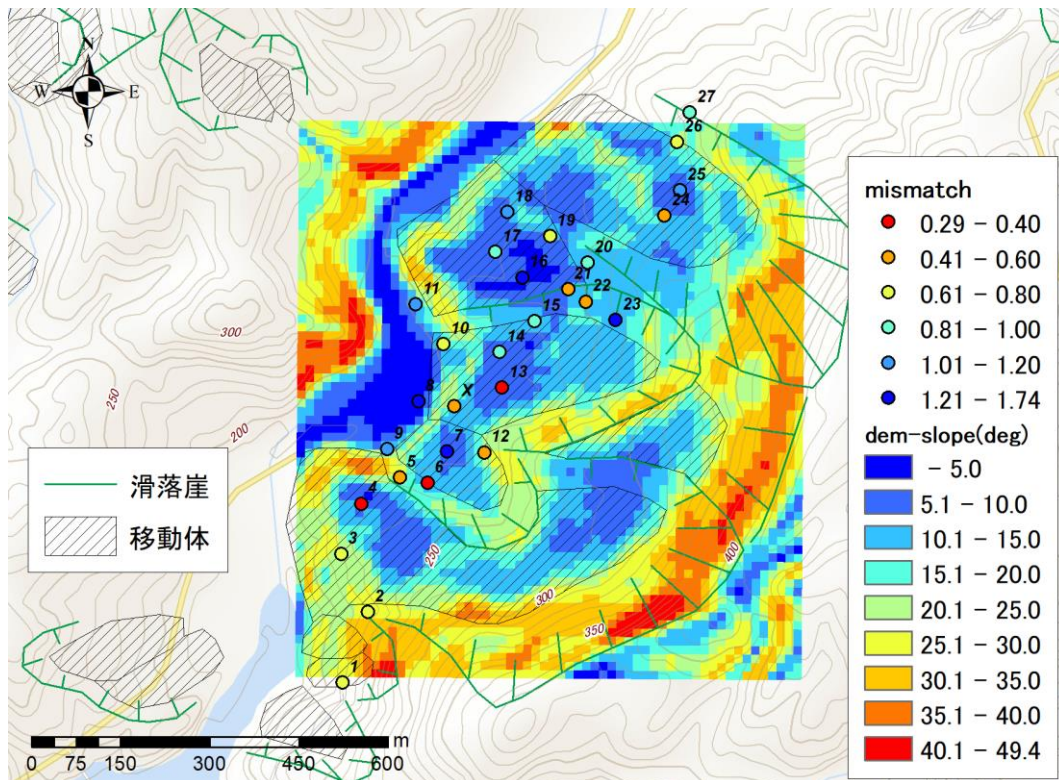 N
W
E
S
27
26
25
24
18
19
17
20
16
21
22
11
15
23
10
14
13
8
X
9
7
12
5
6
4
3
2
1
300
250
200
250
300
350
400
mismatch
0.29 – 0.40
0.41 – 0.60
0.61 – 0.80
0.81 – 1.00
1.01 – 1.20
1.21 – 1.74
dem-slope(deg)
– 5.0
5.1 – 10.0
10.1 – 15.0
15.1 – 20.0
20.1 – 25.0
25.1 – 30.0
30.1 – 35.0
35.1 – 40.0
40.1 – 49.4
滑落崖
移動体
m
0 75 150 300 450 600